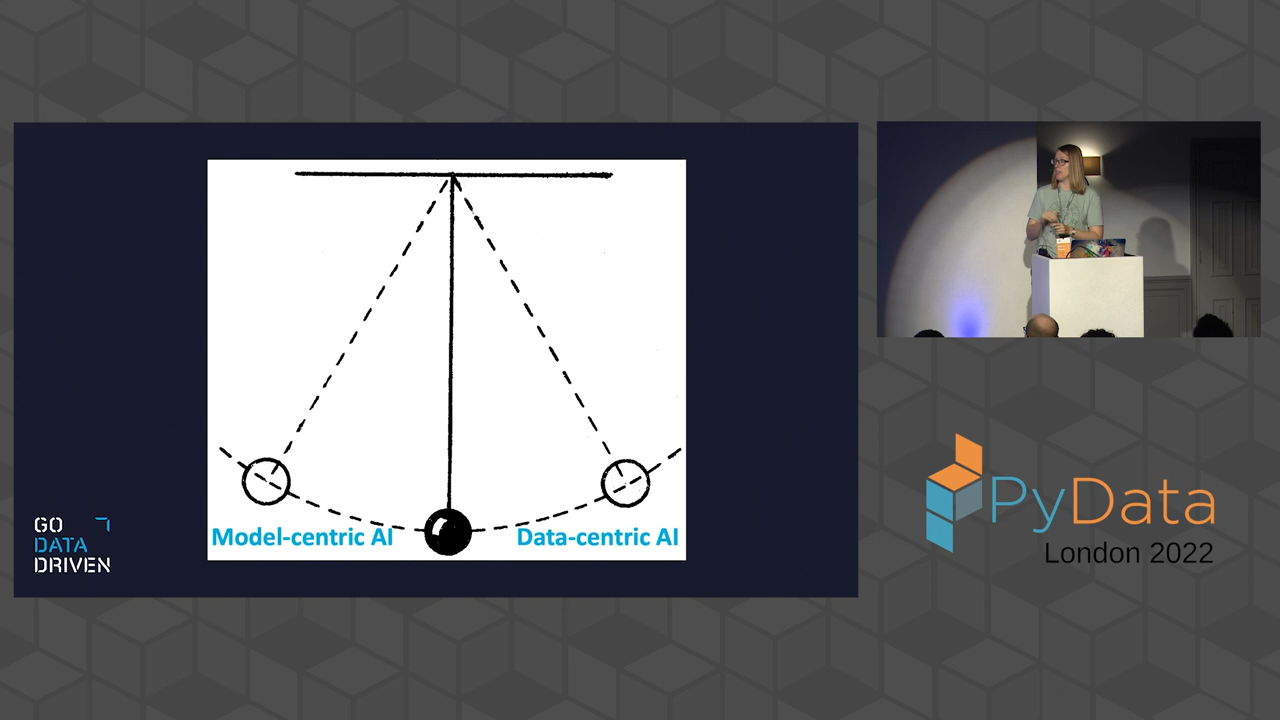 Model-centric AI
Data-centric AI
GO
DATA
DRIVEN
PyData
London 2022